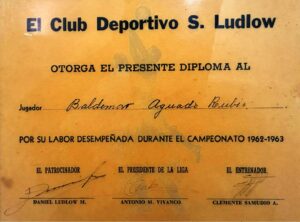 El Club Deportivo S. Ludlow
OTORGA EL PRESENTE DIPLOMA AL
Jugador Baldemar Aguado Rubio
POR SU LABOR DESEMPEÑADA DURANTE EL CAMPEONATO 1962-1963
EL PATROCINADOR EL PRESIDENTE DE LA LIGA EL ENTRENADOR
DANIEL LUDLOW M. ANTONIO M. VIVANCO CLEMENTE SAMUDIO A.